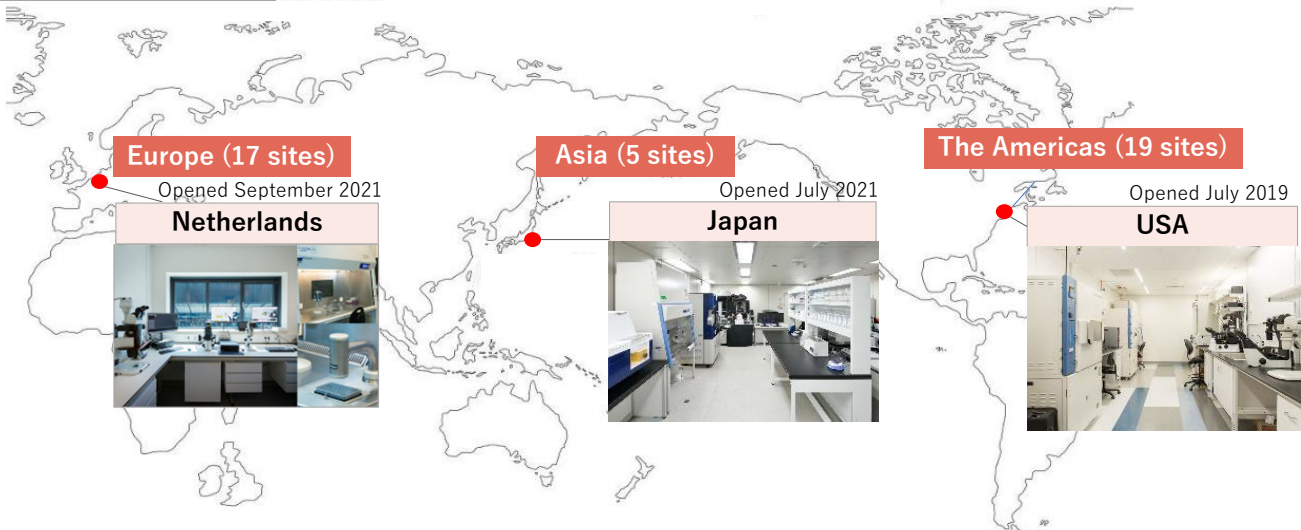 Europe (17 sites)
Opened September 2021
Netherlands
Asia (5 sites)
Opened July 2021
Japan
The Americas (19 sites)
Opened July 2019
USA